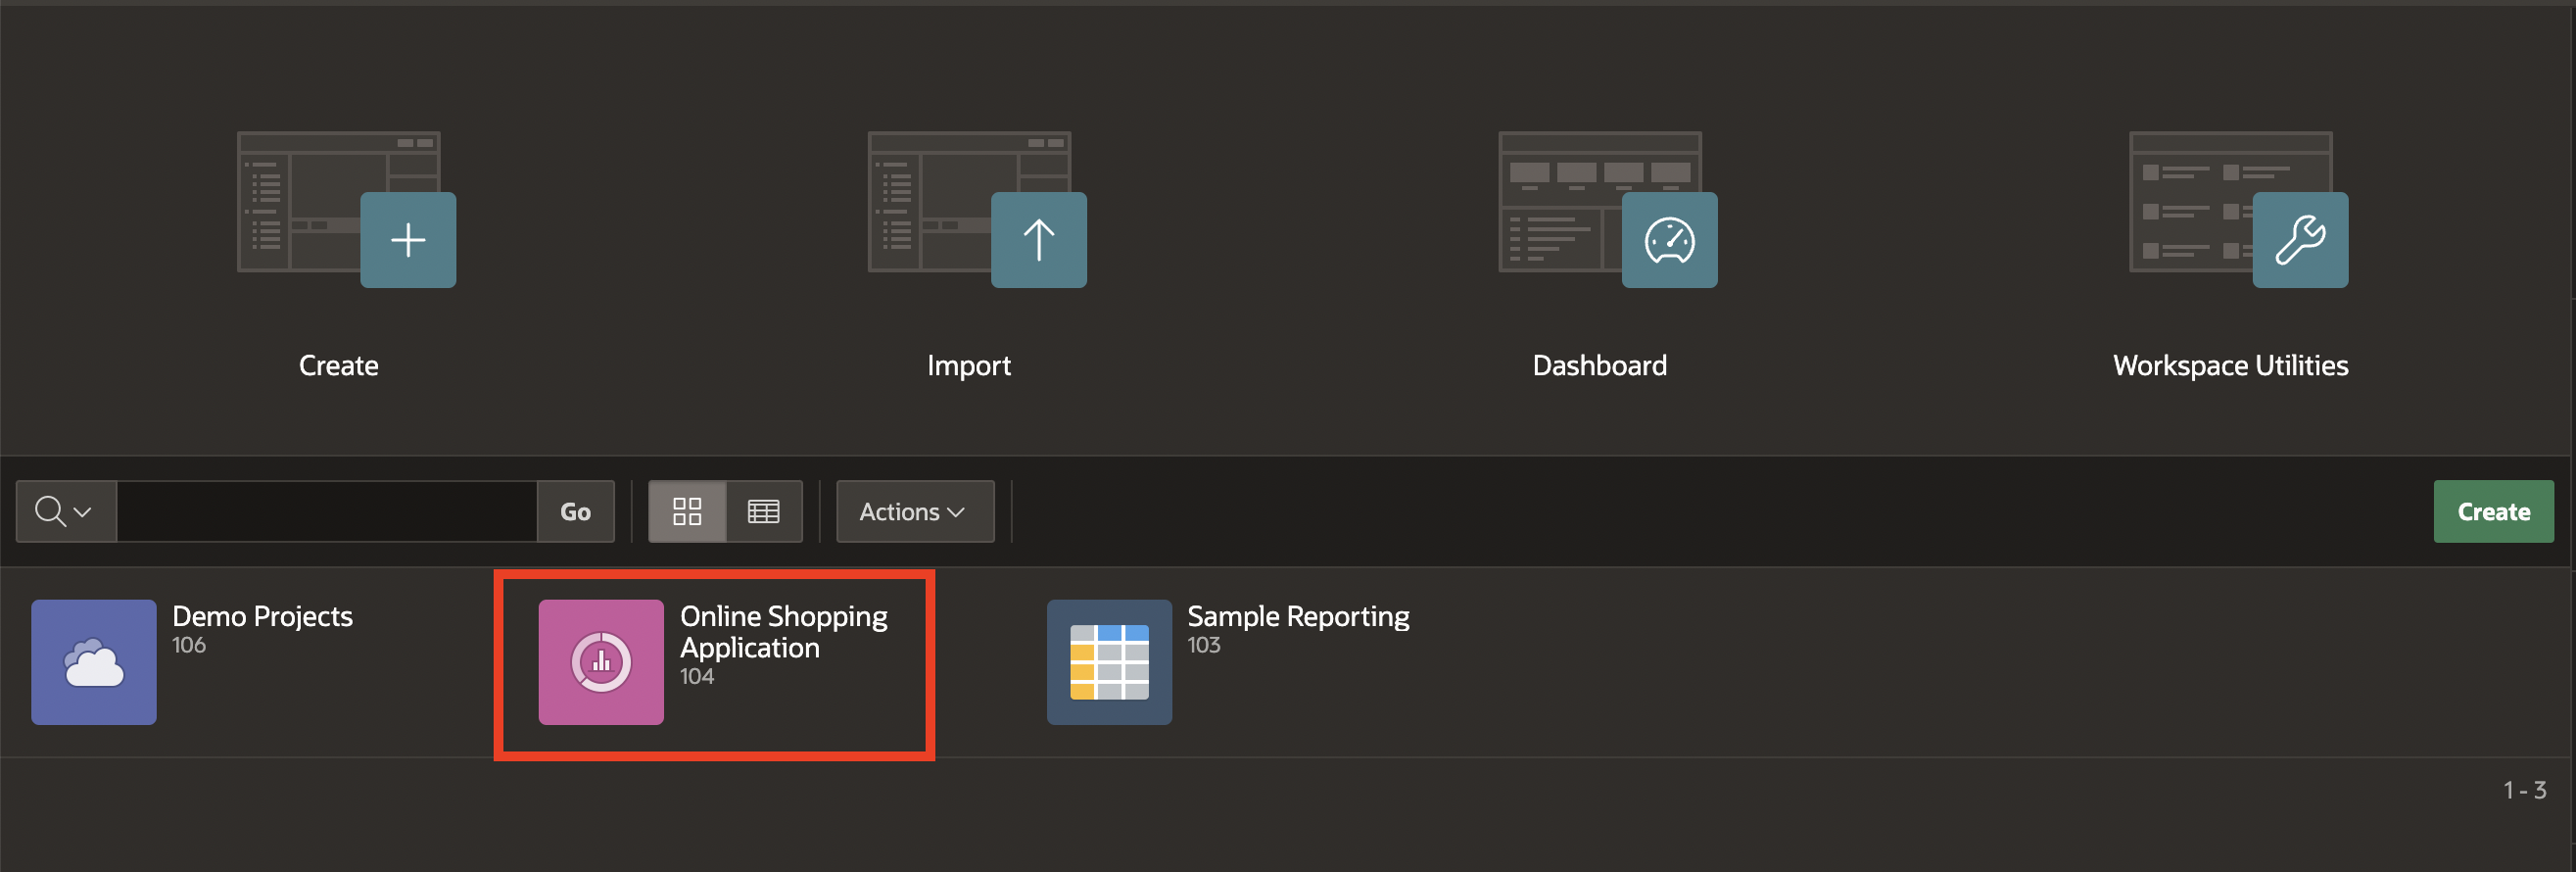 Create
Import
Dashboard
Workspace Utilities
Go
Actions
Create
Demo Projects
106
Online Shopping
Application
104
Sample Reporting
103
1 - 3